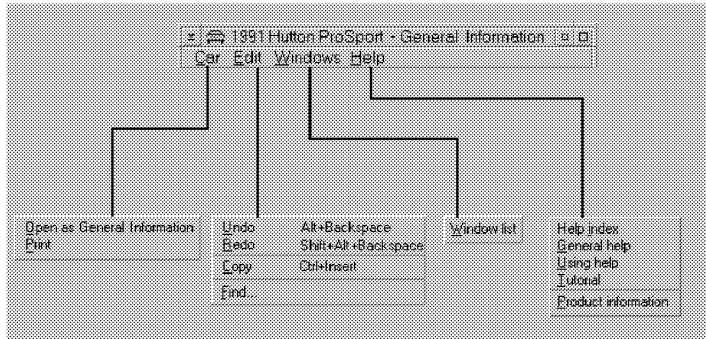 1991 Hutton ProSport - General Information
Car Edit Windows Help
Open as General Information
Print
Undo Alt+Backspace
Redo Shift+Alt+Backspace
Copy Ctrl+Insert
Find...
Window list
Help index
General help
Using help
Tutorial
Product information